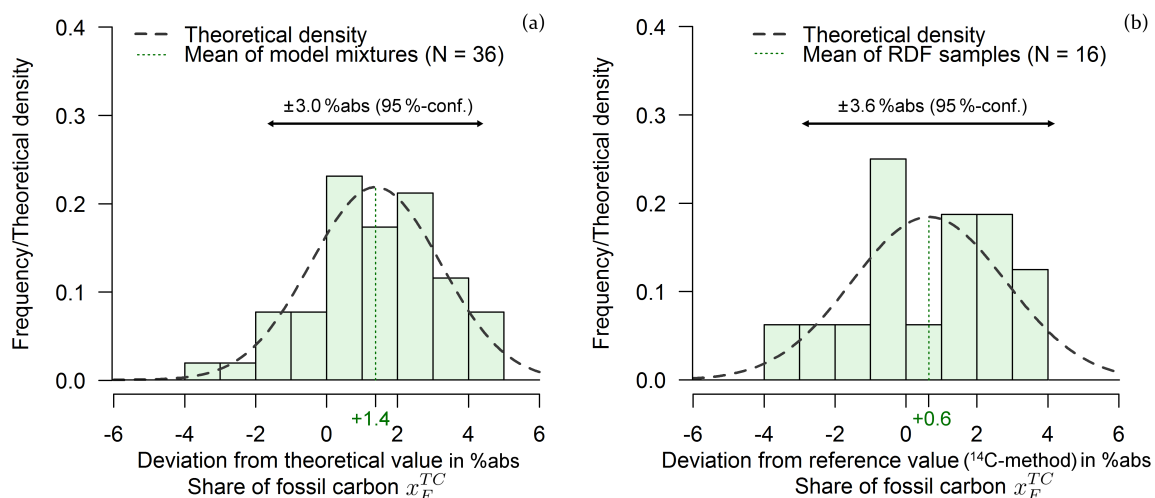 (a)
Theoretical density
Mean of model mixtures (N = 36)
±3.0 %abs (95 %-conf.)
Frequency/Theoretical density
0.4
0.3
0.2
0.1
0.0
+1.4
-6 -4 -2 0 2 4 6
Deviation from theoretical value in %abs
Share of fossil carbon $x_F^{TC}$
(b)
Theoretical density
Mean of RDF samples (N = 16)
±3.6 %abs (95 %-conf.)
Frequency/Theoretical density
0.4
0.3
0.2
0.1
0.0
+0.6
-6 -4 -2 0 2 4 6
Deviation from reference value (¹⁴C-method) in %abs
Share of fossil carbon $x_F^{TC}$